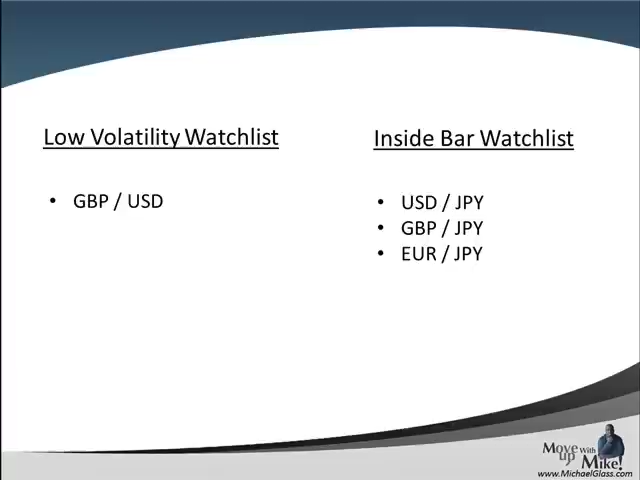 Low Volatility Watchlist
• GBP / USD
Inside Bar Watchlist
• USD / JPY
• GBP / JPY
• EUR / JPY
Move up With Mike!
www.MichaelGlass.com